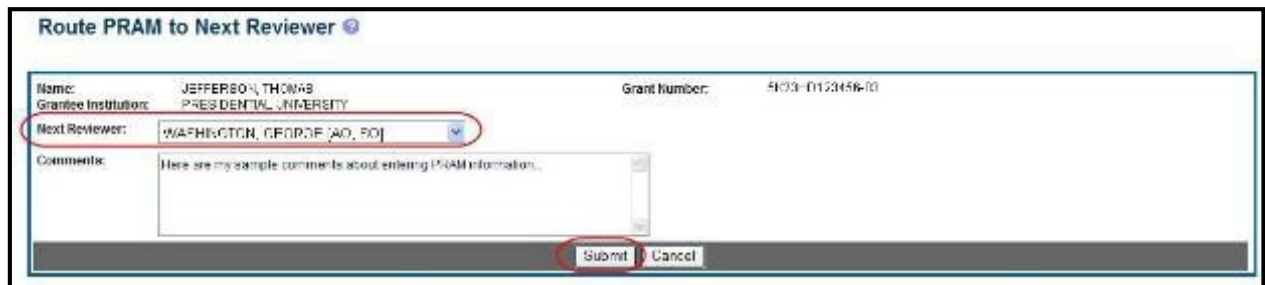 Route PRAM to Next Reviewer
Name: JEFFERSON, THOMAS Grant Number:
Grantee Institution: PRESIDENTIAL UNIVERSITY
Next Reviewer: WASHINGTON, GEORGE [AO, SO]
Comments: Here are my sample comments about entering PRAM information...
Submit Cancel